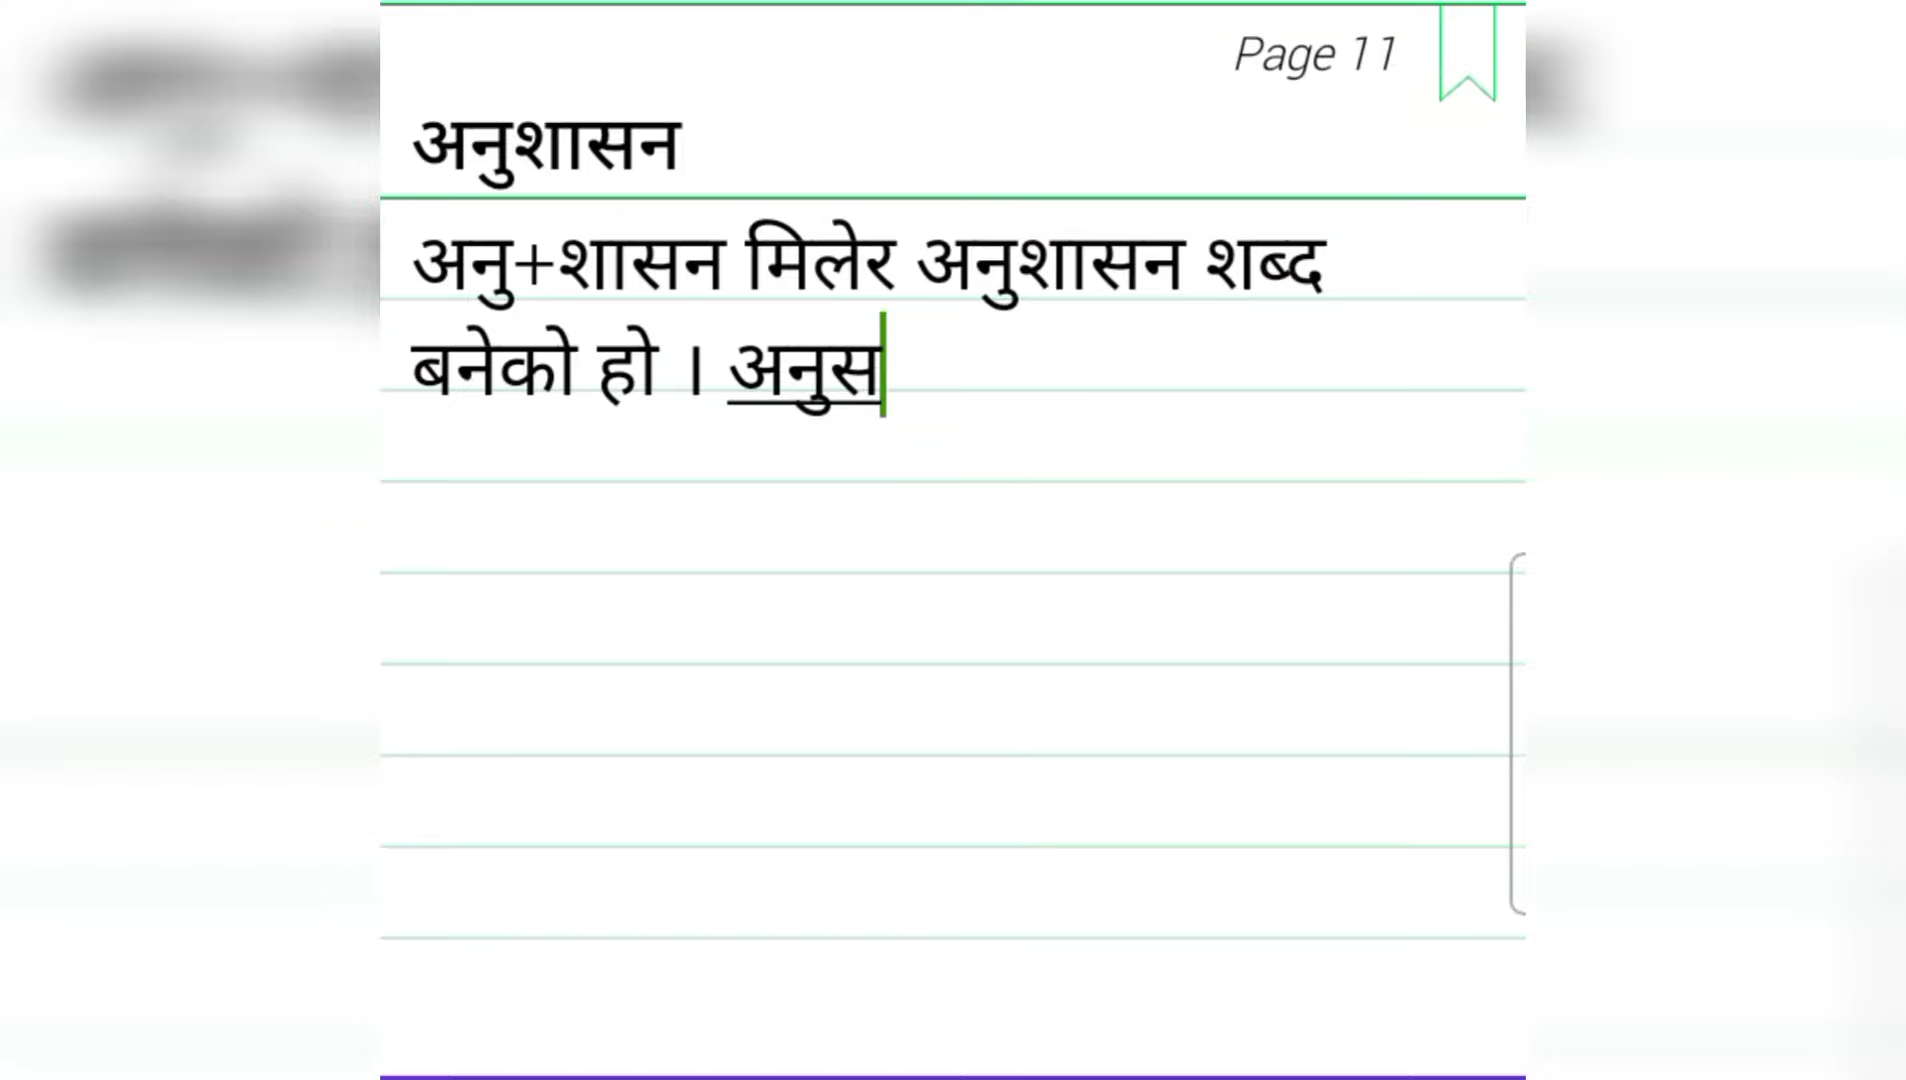 Page 11
अनुशासन
अनु+शासन मिलेर अनुशासन शब्द
बनेको हो । अनुस